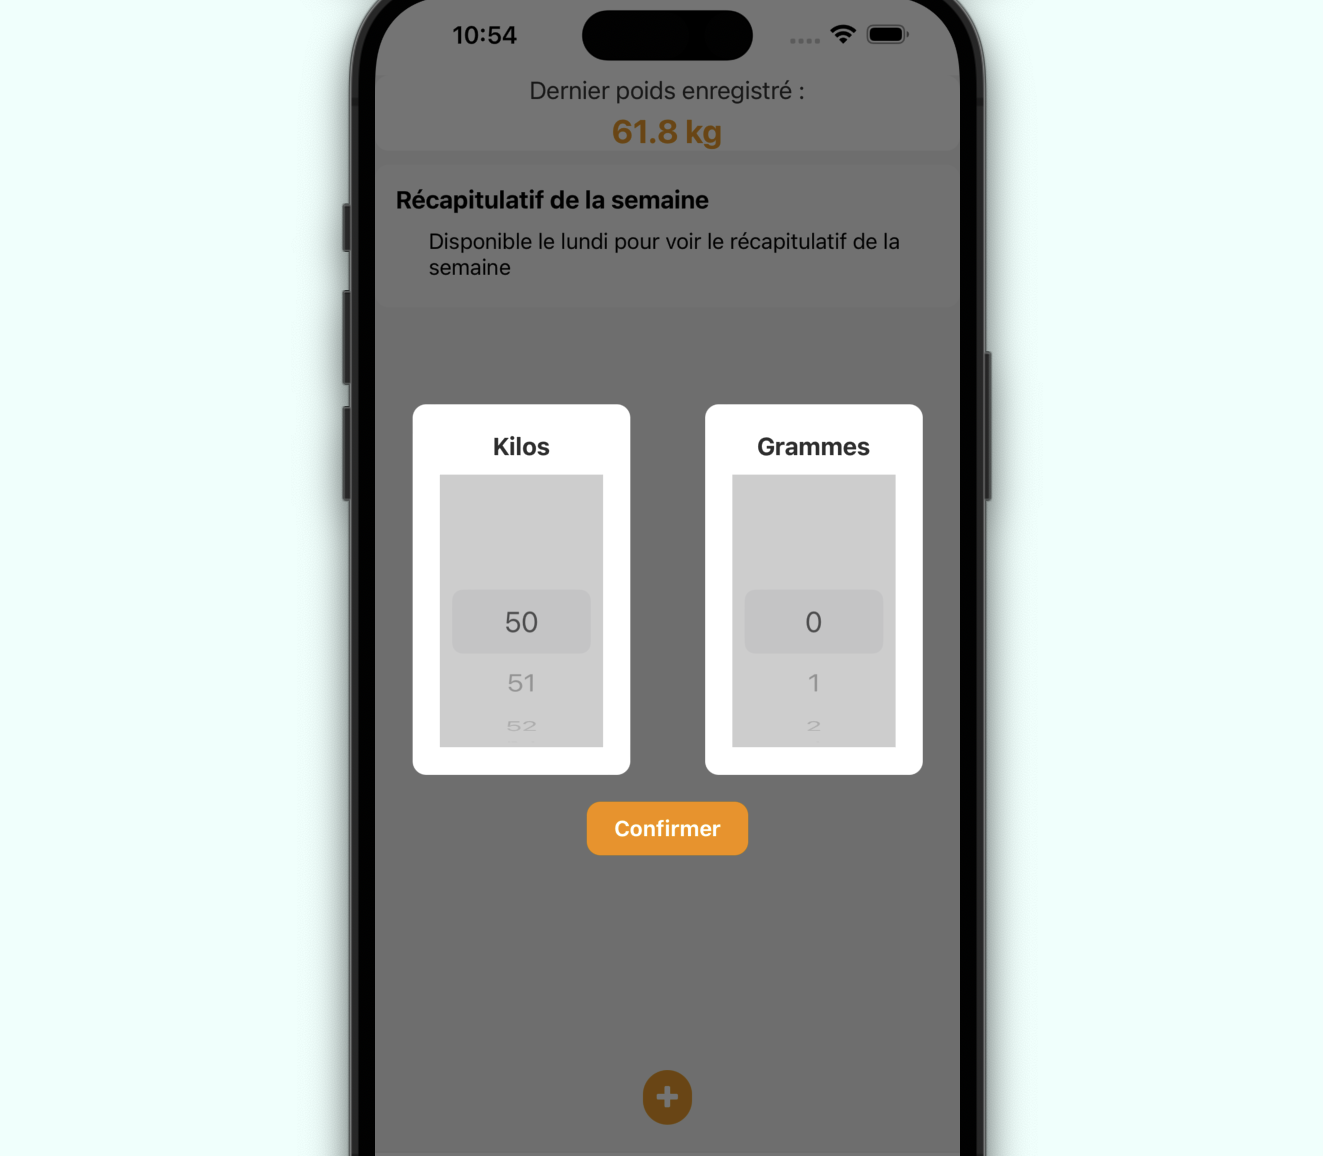 10:54
Dernier poids enregistré :
61.8 kg
Récapitulatif de la semaine
Disponible le lundi pour voir le récapitulatif de la
semaine
Kilos
Grammes
50
0
51
1
52
2
Confirmer